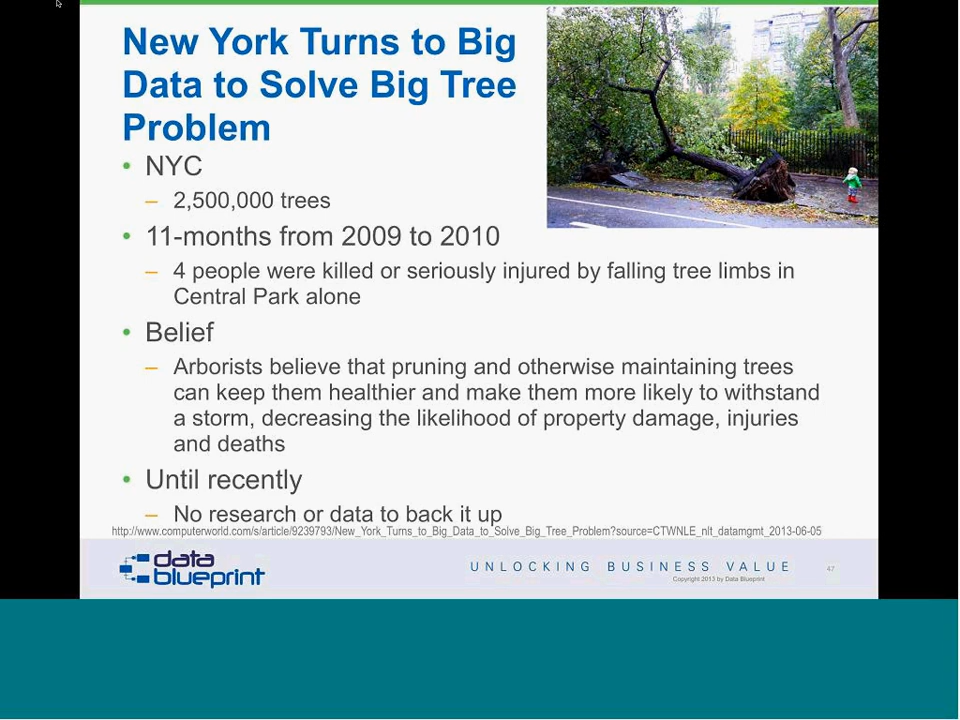 New York Turns to Big
Data to Solve Big Tree
Problem
• NYC
– 2,500,000 trees
• 11-months from 2009 to 2010
– 4 people were killed or seriously injured by falling tree limbs in
Central Park alone
• Belief
– Arborists believe that pruning and otherwise maintaining trees
can keep them healthier and make them more likely to withstand
a storm, decreasing the likelihood of property damage, injuries
and deaths
• Until recently
– No research or data to back it up
http://www.computerworld.com/s/article/9239793/New_York_Turns_to_Big_Data_to_Solve_Big_Tree_Problem?source=CTWNLE_nlt_datamgmt_2013-06-05
data
blueprint
UNLOCKING BUSINESS VALUE
47
Copyright 2013 by Data Blueprint